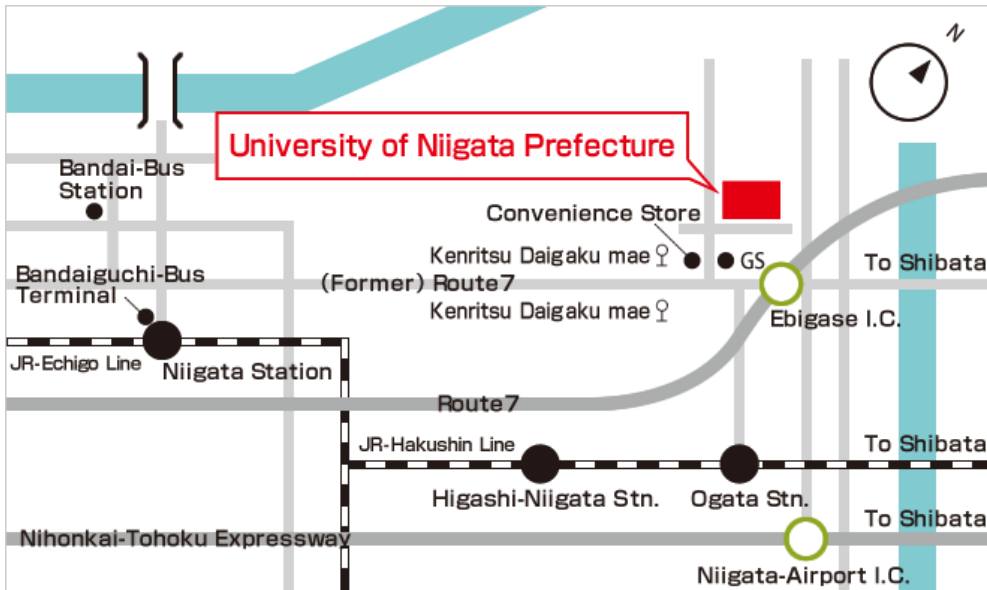 N
University of Niigata Prefecture
Bandai-Bus
Station
Convenience Store
Kenritsu Daigaku mae
GS
To Shibata
Bandaiguchi-Bus
Terminal
(Former) Route7
Kenritsu Daigaku mae
Ebigase I.C.
JR-Echigo Line
Niigata Station
Route7
JR-Hakushin Line
To Shibata
Higashi-Niigata Stn.
Ogata Stn.
To Shibata
Nihonkai-Tohoku Expressway
Niigata-Airport I.C.